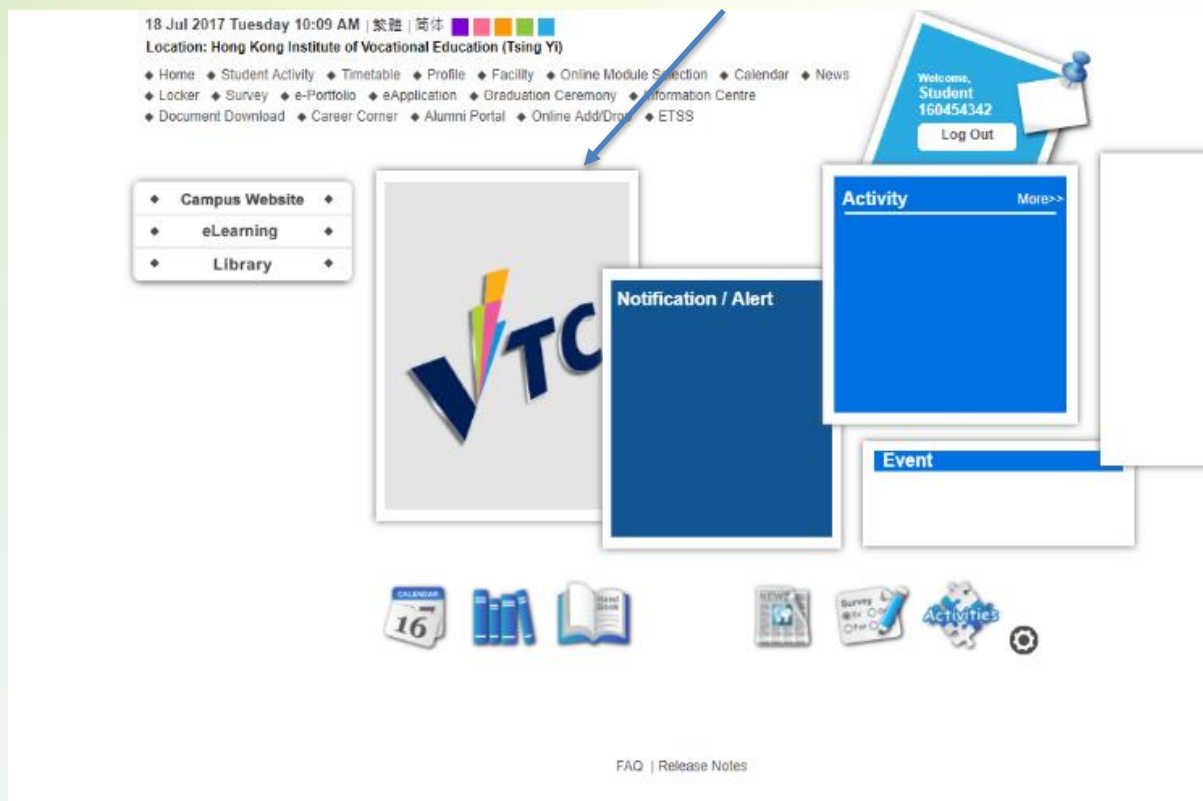 18 Jul 2017 Tuesday 10:09 AM | 繁體 | 简体
Location: Hong Kong Institute of Vocational Education (Tsing Yi)
Home Student Activity Timetable Profile Facility Online Module Selection Calendar News
Locker Survey e-Portfolio eApplication Graduation Ceremony Information Centre
Document Download Career Corner Alumni Portal Online Add/Drop ETSS
Welcome,
Student
160454342
Log Out
Campus Website
eLearning
Library
VTC
Notification / Alert
Activity More>>
Event
CALENDAR
16
Hand
Book
NEWS
Survey
Activities
FAQ | Release Notes